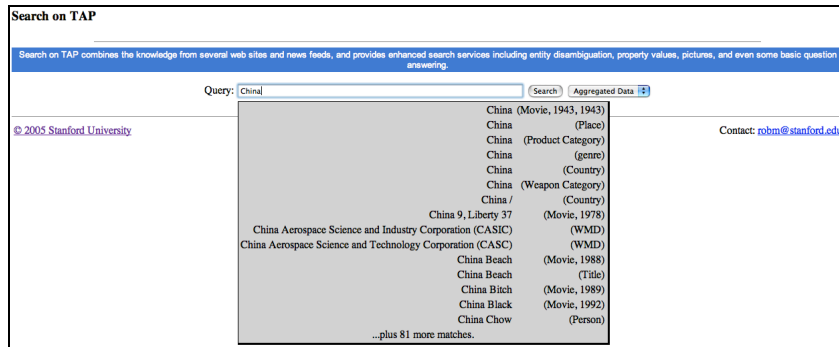 Search on TAP
Search on TAP combines the knowledge from several web sites and news feeds, and provides enhanced search services including entity disambiguation, property values, pictures, and even some basic question
answering.
Query: China Search Aggregated Data
China (Movie, 1943, 1943)
China (Place)
China (Product Category)
China (genre)
China (Country)
China (Weapon Category)
China / (Country)
China 9, Liberty 37 (Movie, 1978)
China Aerospace Science and Industry Corporation (CASIC) (WMD)
China Aerospace Science and Technology Corporation (CASC) (WMD)
China Beach (Movie, 1988)
China Beach (Title)
China Bitch (Movie, 1989)
China Black (Movie, 1992)
China Chow (Person)
...plus 81 more matches.
© 2005 Stanford University
Contact: robm@stanford.edu